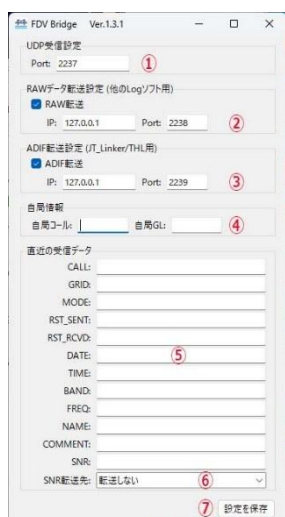 FDV Bridge Ver.1.3.1
UDP受信設定
Port: 2237 ①
RAWデータ転送設定 (他のLogソフト用)
RAW転送
IP: 127.0.0.1 Port: 2238 ②
ADIF転送設定 (JT_Linker/THL用)
ADIF転送
IP: 127.0.0.1 Port: 2239 ③
自局情報
自局コール: 自局GL: ④
直近の受信データ
CALL:
GRID:
MODE:
RST_SENT:
RST_RCVD:
DATE: ⑤
TIME:
BAND:
FREQ:
NAME:
COMMENT:
SNR:
SNR転送先: 転送しない ⑥
⑦ 設定を保存